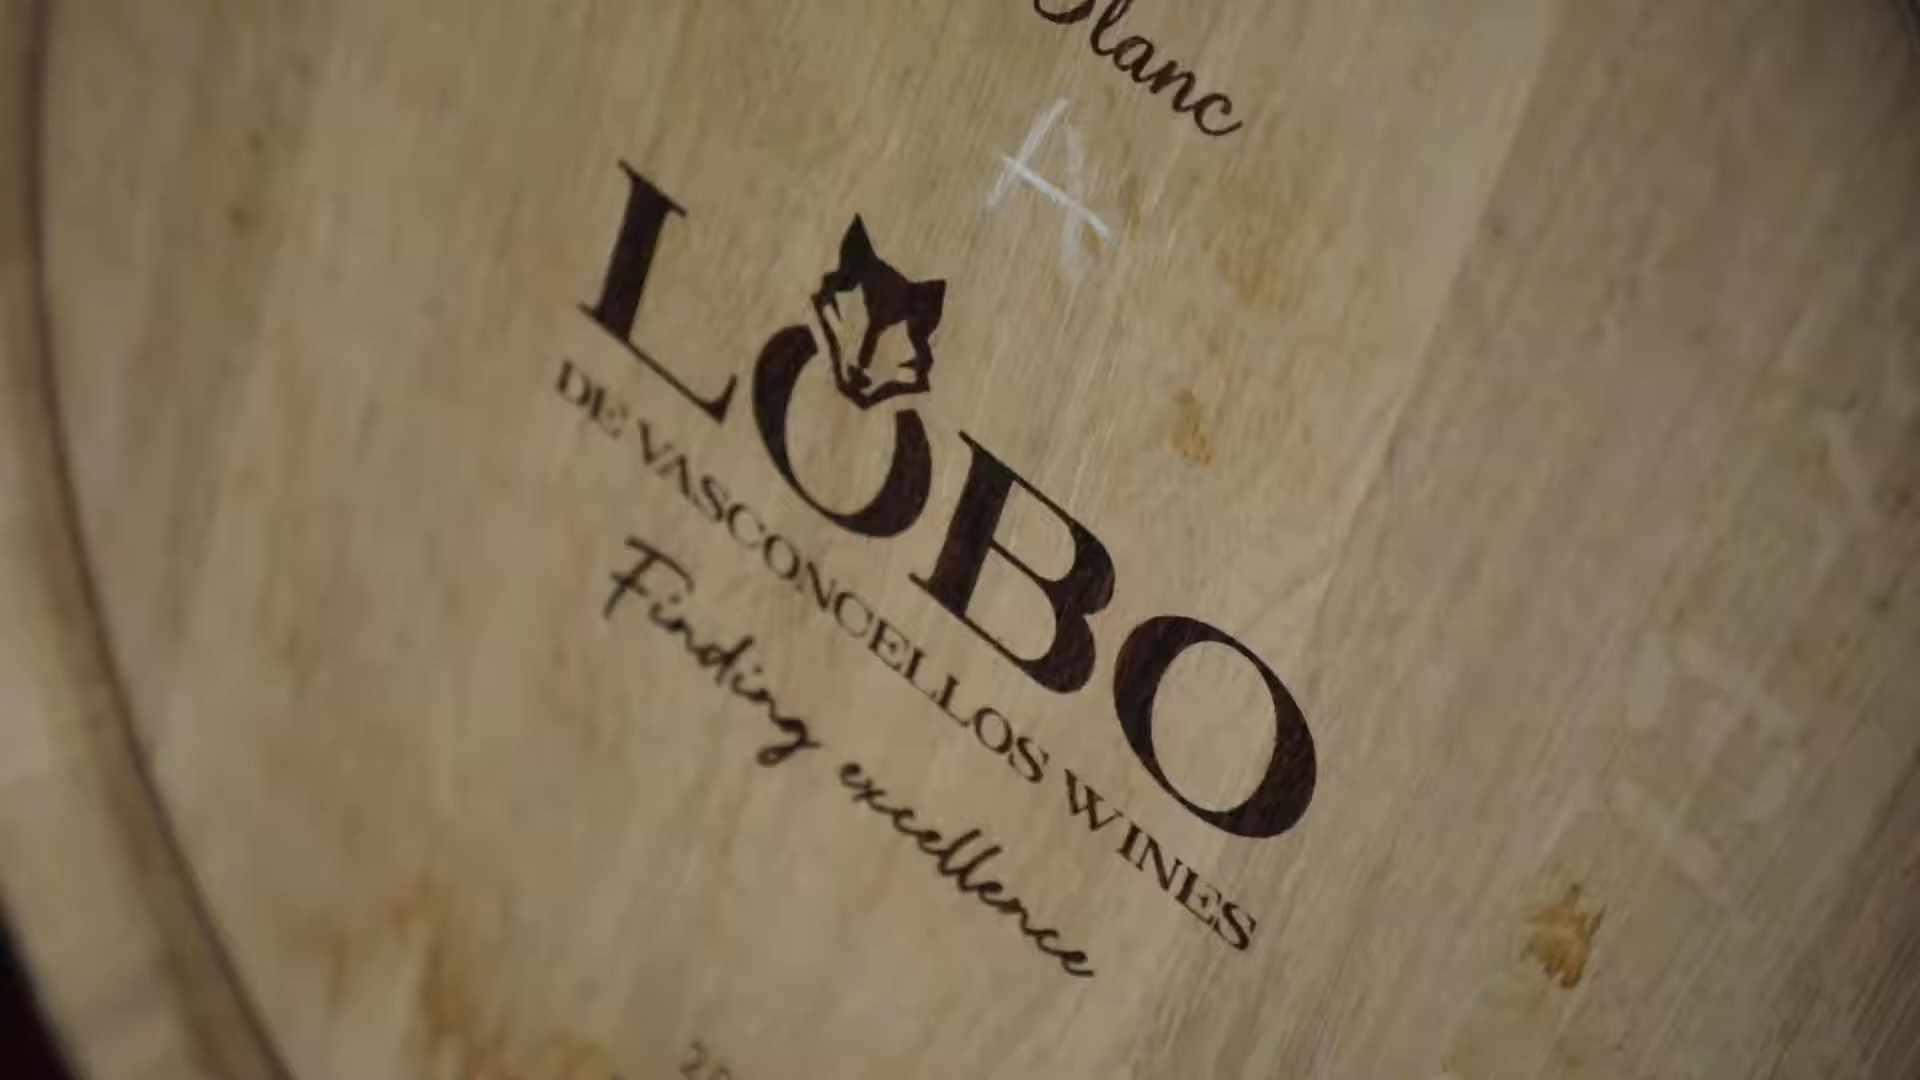 Blanc
A
LOBO
DE VASCONCELLOS WINES
Finding excellence